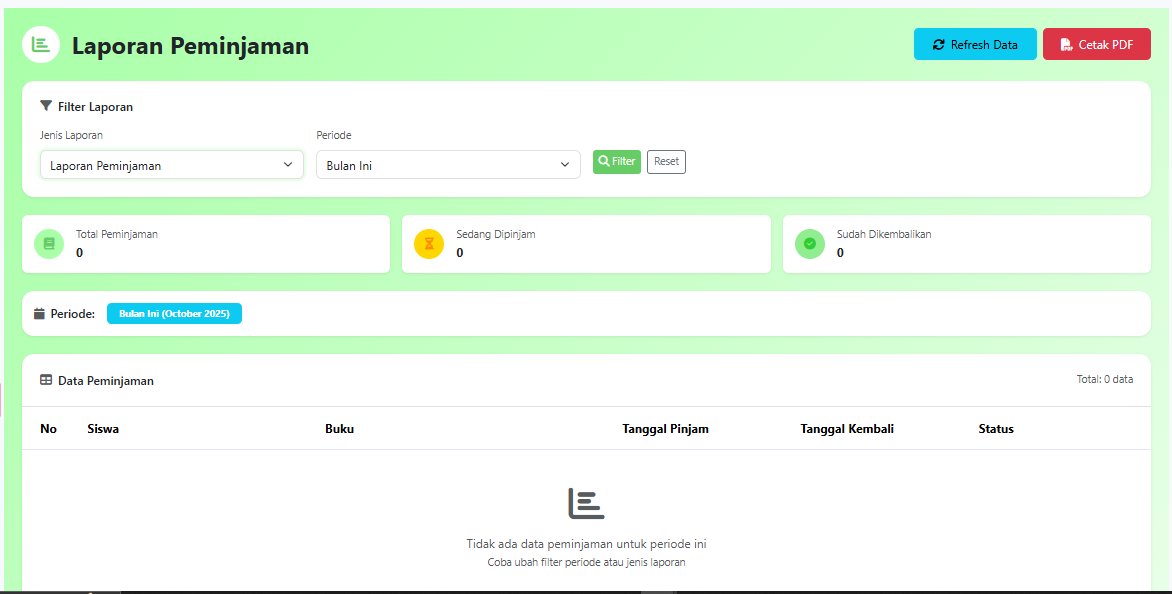 Laporan Peminjaman
Refresh Data
Cetak PDF
Filter Laporan
Jenis Laporan
Periode
Laporan Peminjaman
Bulan Ini
Filter
Reset
Total Peminjaman
0
Sedang Dipinjam
0
Sudah Dikembalikan
0
Periode:
Bulan Ini (October 2025)
Data Peminjaman
Total: 0 data
No Siswa Buku Tanggal Pinjam Tanggal Kembali Status
Tidak ada data peminjaman untuk periode ini
Coba ubah filter periode atau jenis laporan